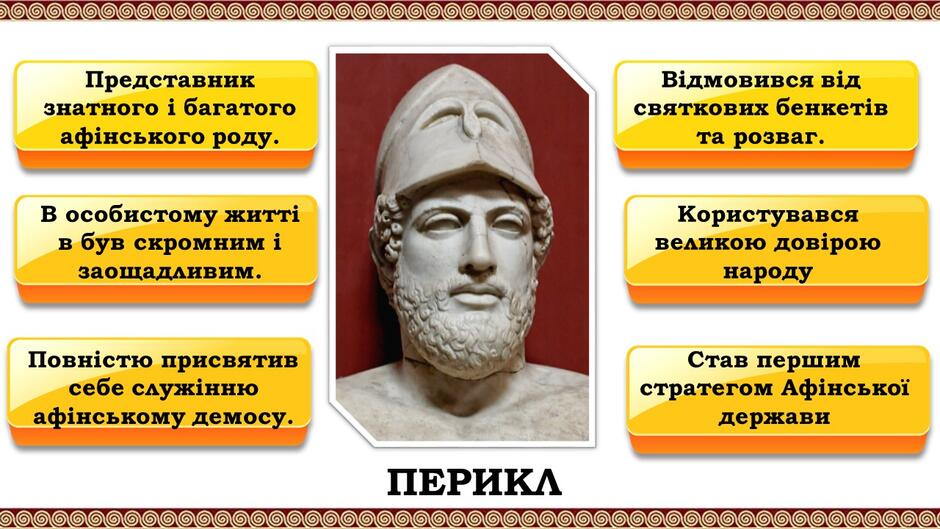 Представник
знатного і багатого
афінського роду.
В особистому житті
в був скромним і
заощадливим.
Повністю присвятив
себе служінню
афінському демосу.
Відмовився від
святкових бенкетів
та розваг.
Користувався
великою довірою
народу
Став першим
стратегом Афінської
держави
ПЕРИКЛ